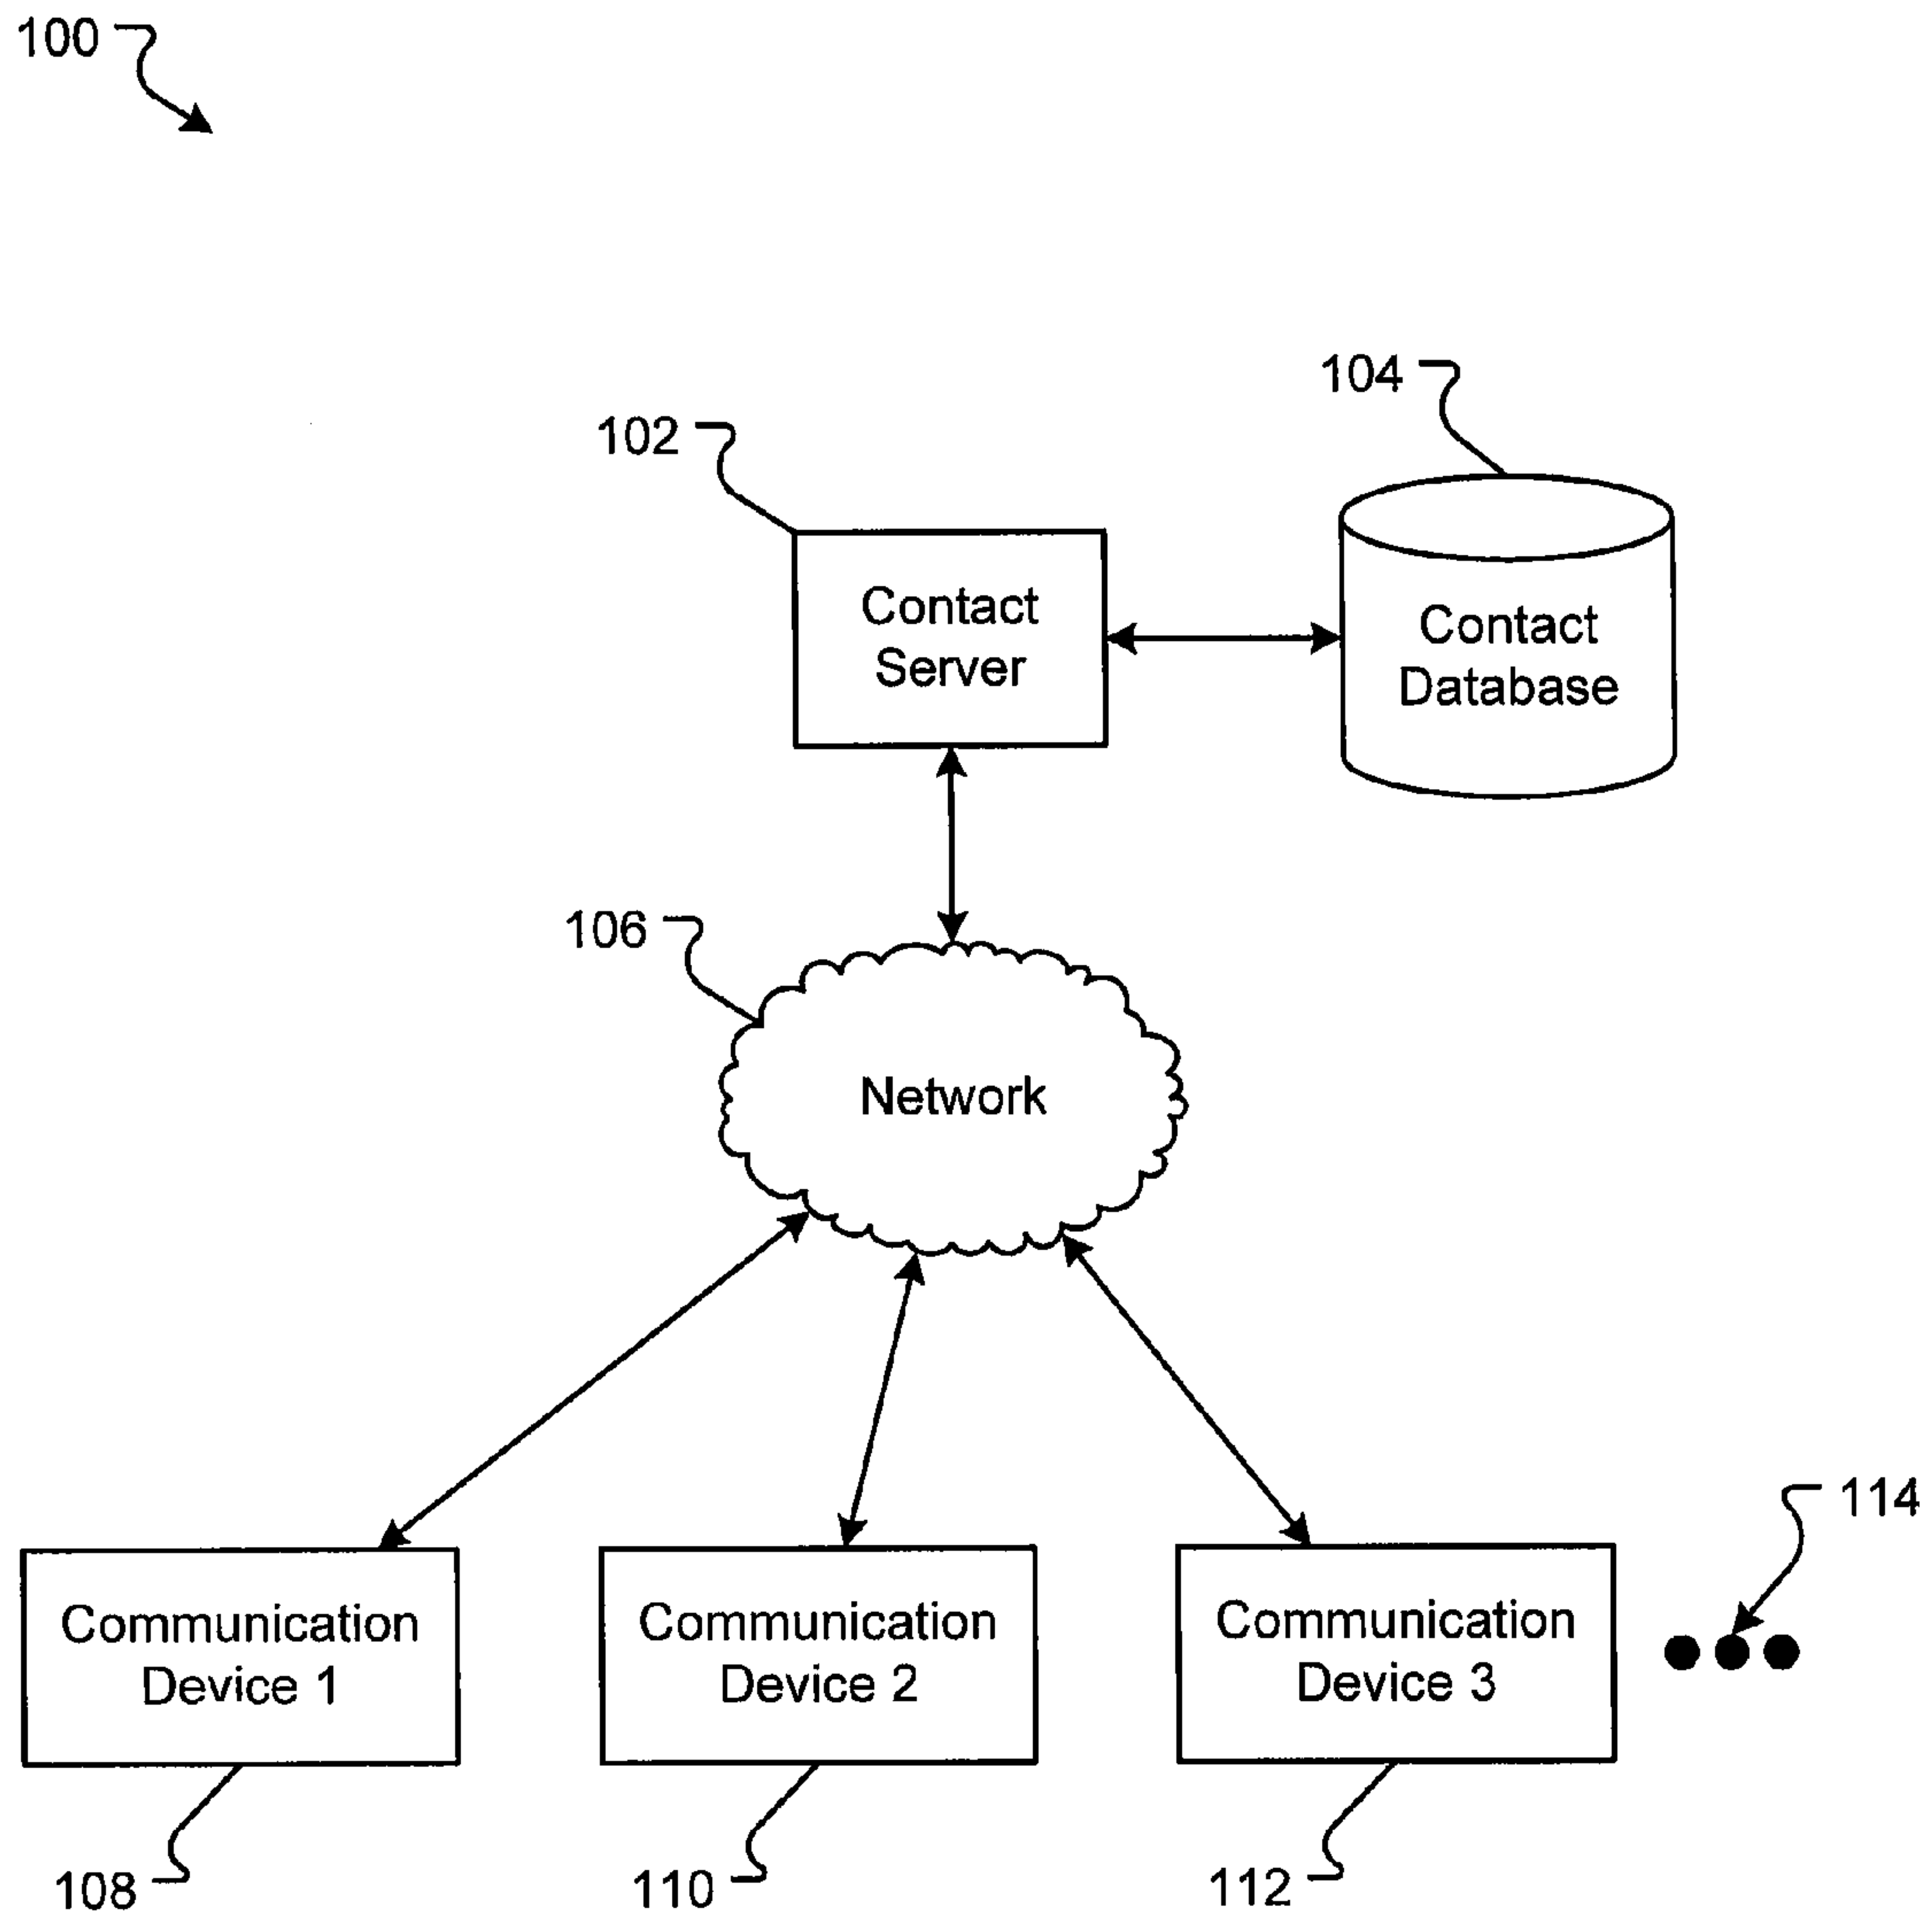 100
104
102
Contact
Server
Contact
Database
106
Network
114
Communication
Device 1
Communication
Device 2
Communication
Device 3
108
110
112